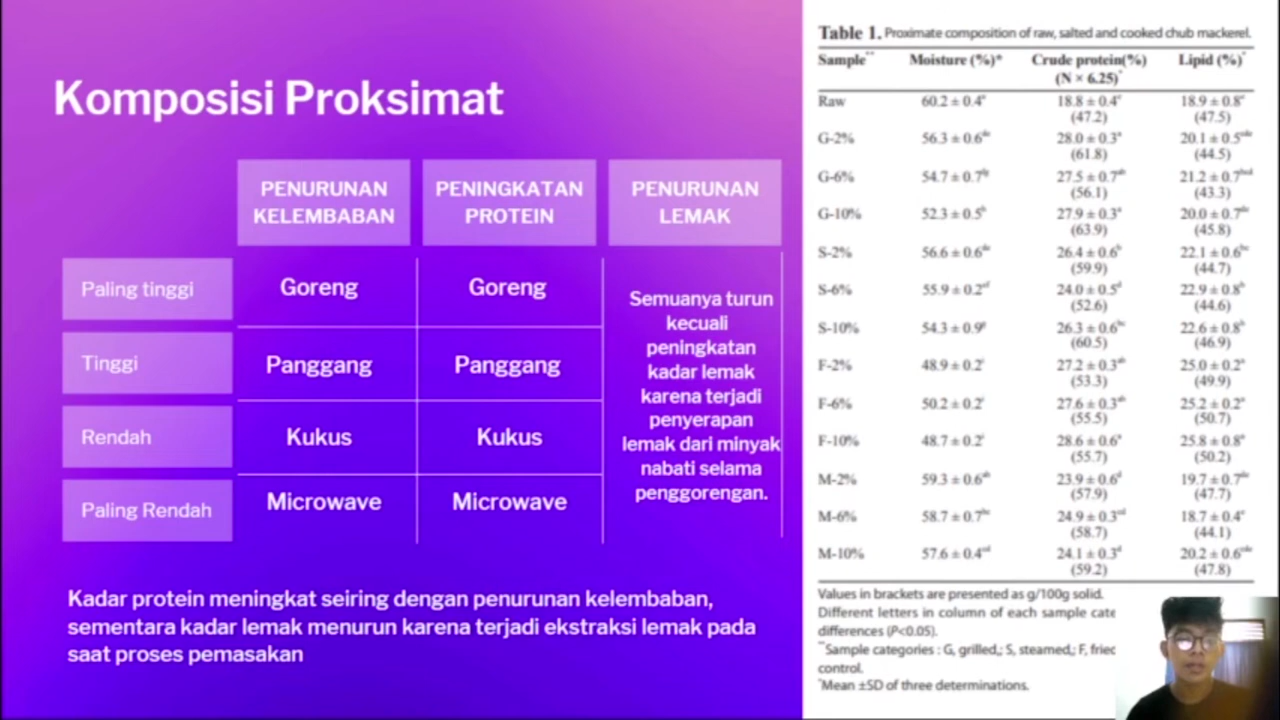 Komposisi Proksimat
PENURUNAN KELEMBABAN
PENINGKATAN PROTEIN
PENURUNAN LEMAK
Paling tinggi
Goreng
Goreng
Tinggi
Panggang
Panggang
Rendah
Kukus
Kukus
Paling Rendah
Microwave
Microwave
Semuanya turun
kecuali
peningkatan
kadar lemak
karena terjadi
penyerapan
lemak dari minyak
nabati selama
penggorengan.
Kadar protein meningkat seiring dengan penurunan kelembaban,
sementara kadar lemak menurun karena terjadi ekstraksi lemak pada
saat proses pemasakan
Table 1. Proximate composition of raw, salted and cooked chub mackerel.
Sample** Moisture (%)* Crude protein(%) Lipid (%)*
(N × 6.25)*
Raw 60.2 ± 0.4 18.8 ± 0.4 18.9 ± 0.8
(47.2) (47.5)
G-2% 56.3 ± 0.6 28.0 ± 0.3 20.1 ± 0.5
(61.8) (44.5)
G-6% 54.7 ± 0.7 27.5 ± 0.7 21.2 ± 0.7
(56.1) (43.3)
G-10% 52.3 ± 0.5 27.9 ± 0.3 20.0 ± 0.7
(63.9) (45.8)
S-2% 56.6 ± 0.6 26.4 ± 0.6 22.1 ± 0.6
(59.9) (44.7)
S-6% 55.9 ± 0.2 24.0 ± 0.5 22.9 ± 0.8
(52.6) (44.6)
S-10% 54.3 ± 0.9 26.3 ± 0.6 22.6 ± 0.8
(60.5) (46.9)
F-2% 48.9 ± 0.2 27.2 ± 0.3 25.0 ± 0.2
(53.3) (49.9)
F-6% 50.2 ± 0.2 27.6 ± 0.3 25.2 ± 0.2
(55.5) (50.7)
F-10% 48.7 ± 0.2 28.6 ± 0.6 25.8 ± 0.8
(55.7) (50.2)
M-2% 59.3 ± 0.6 23.9 ± 0.6 19.7 ± 0.7
(57.9) (47.7)
M-6% 58.7 ± 0.7 24.9 ± 0.3 18.7 ± 0.4
(58.7) (44.1)
M-10% 57.6 ± 0.4 24.1 ± 0.3 20.2 ± 0.6
(59.2) (47.8)
Values in brackets are presented as g/100g solid.
Different letters in column of each sample cate
differences (P<0.05).
**Sample categories : G, grilled,; S, steamed,; F, fried
control.
*Mean ±SD of three determinations.